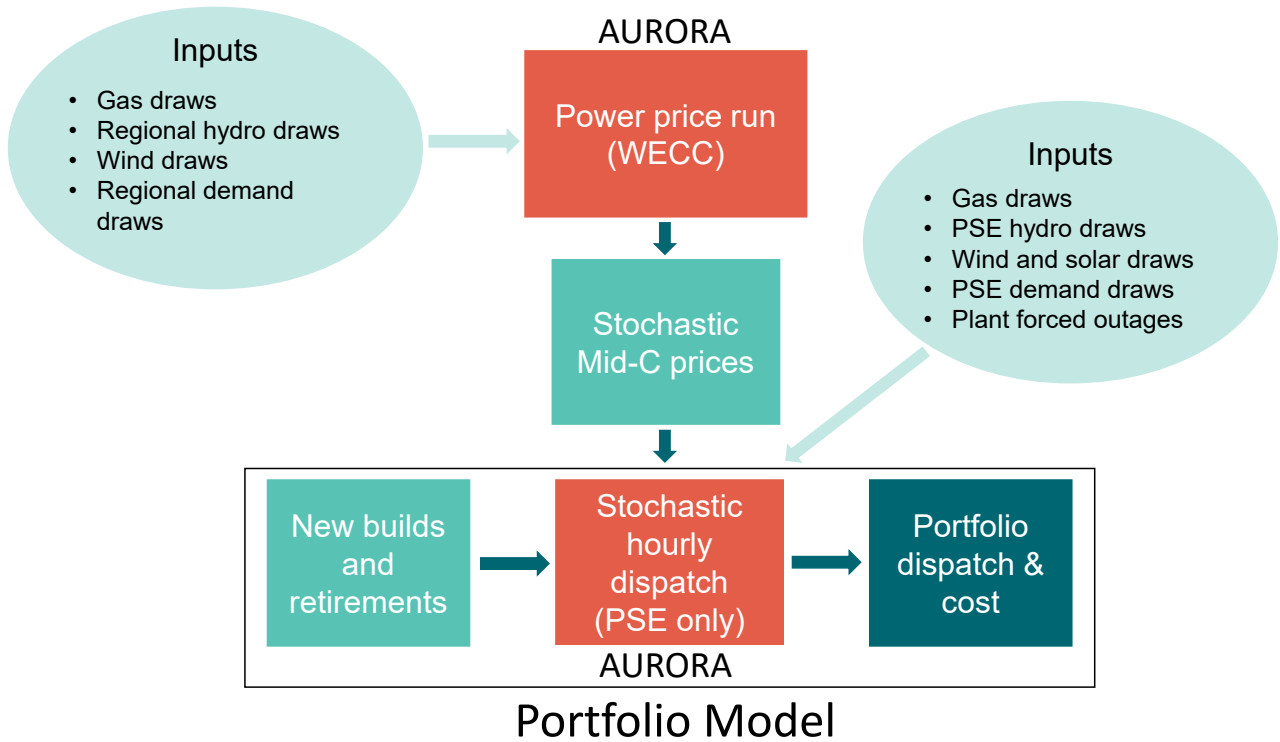 Inputs
• Gas draws
• Regional hydro draws
• Wind draws
• Regional demand
draws
AURORA
Power price run
(WECC)
Inputs
• Gas draws
• PSE hydro draws
• Wind and solar draws
• PSE demand draws
• Plant forced outages
Stochastic
Mid-C prices
New builds
and
retirements
Stochastic
hourly
dispatch
(PSE only)
Portfolio
dispatch &
cost
AURORA
Portfolio Model